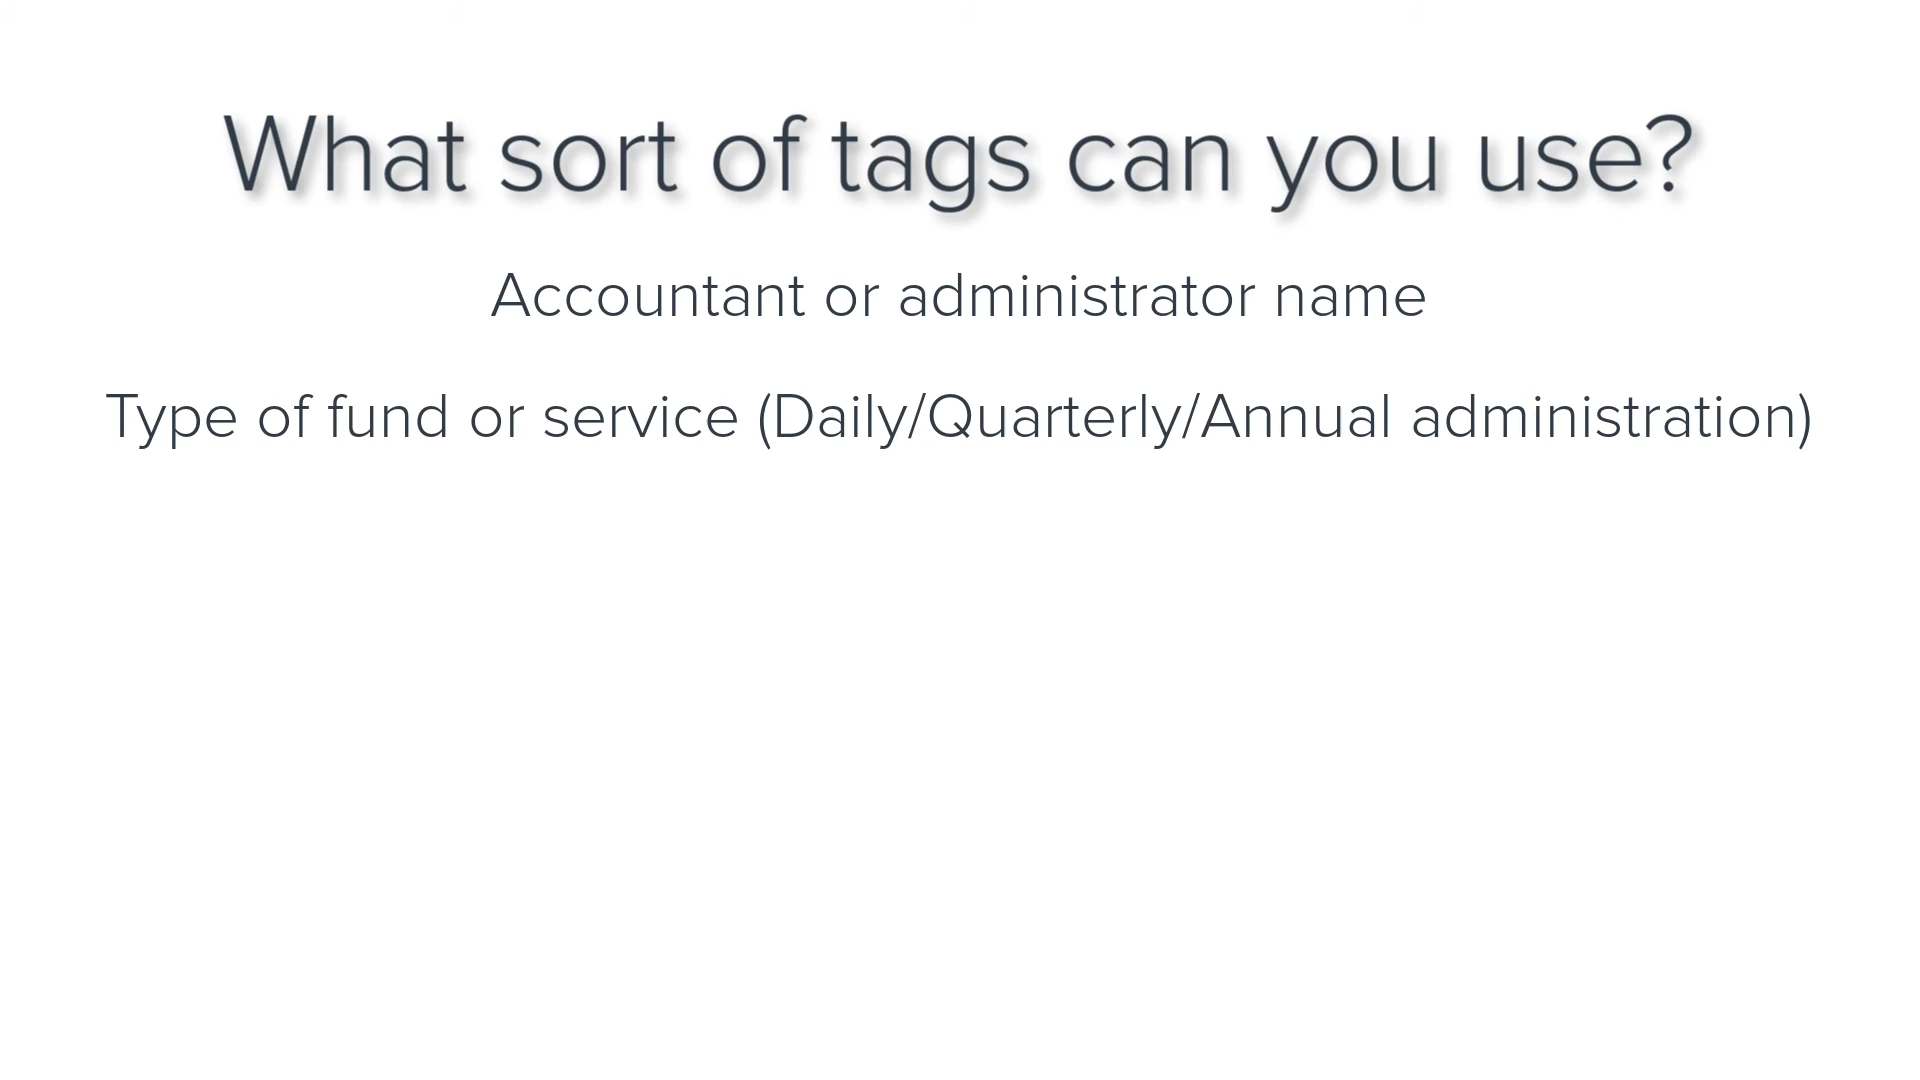 What sort of tags can you use?
Accountant or administrator name
Type of fund or service (Daily/Quarterly/Annual administration)